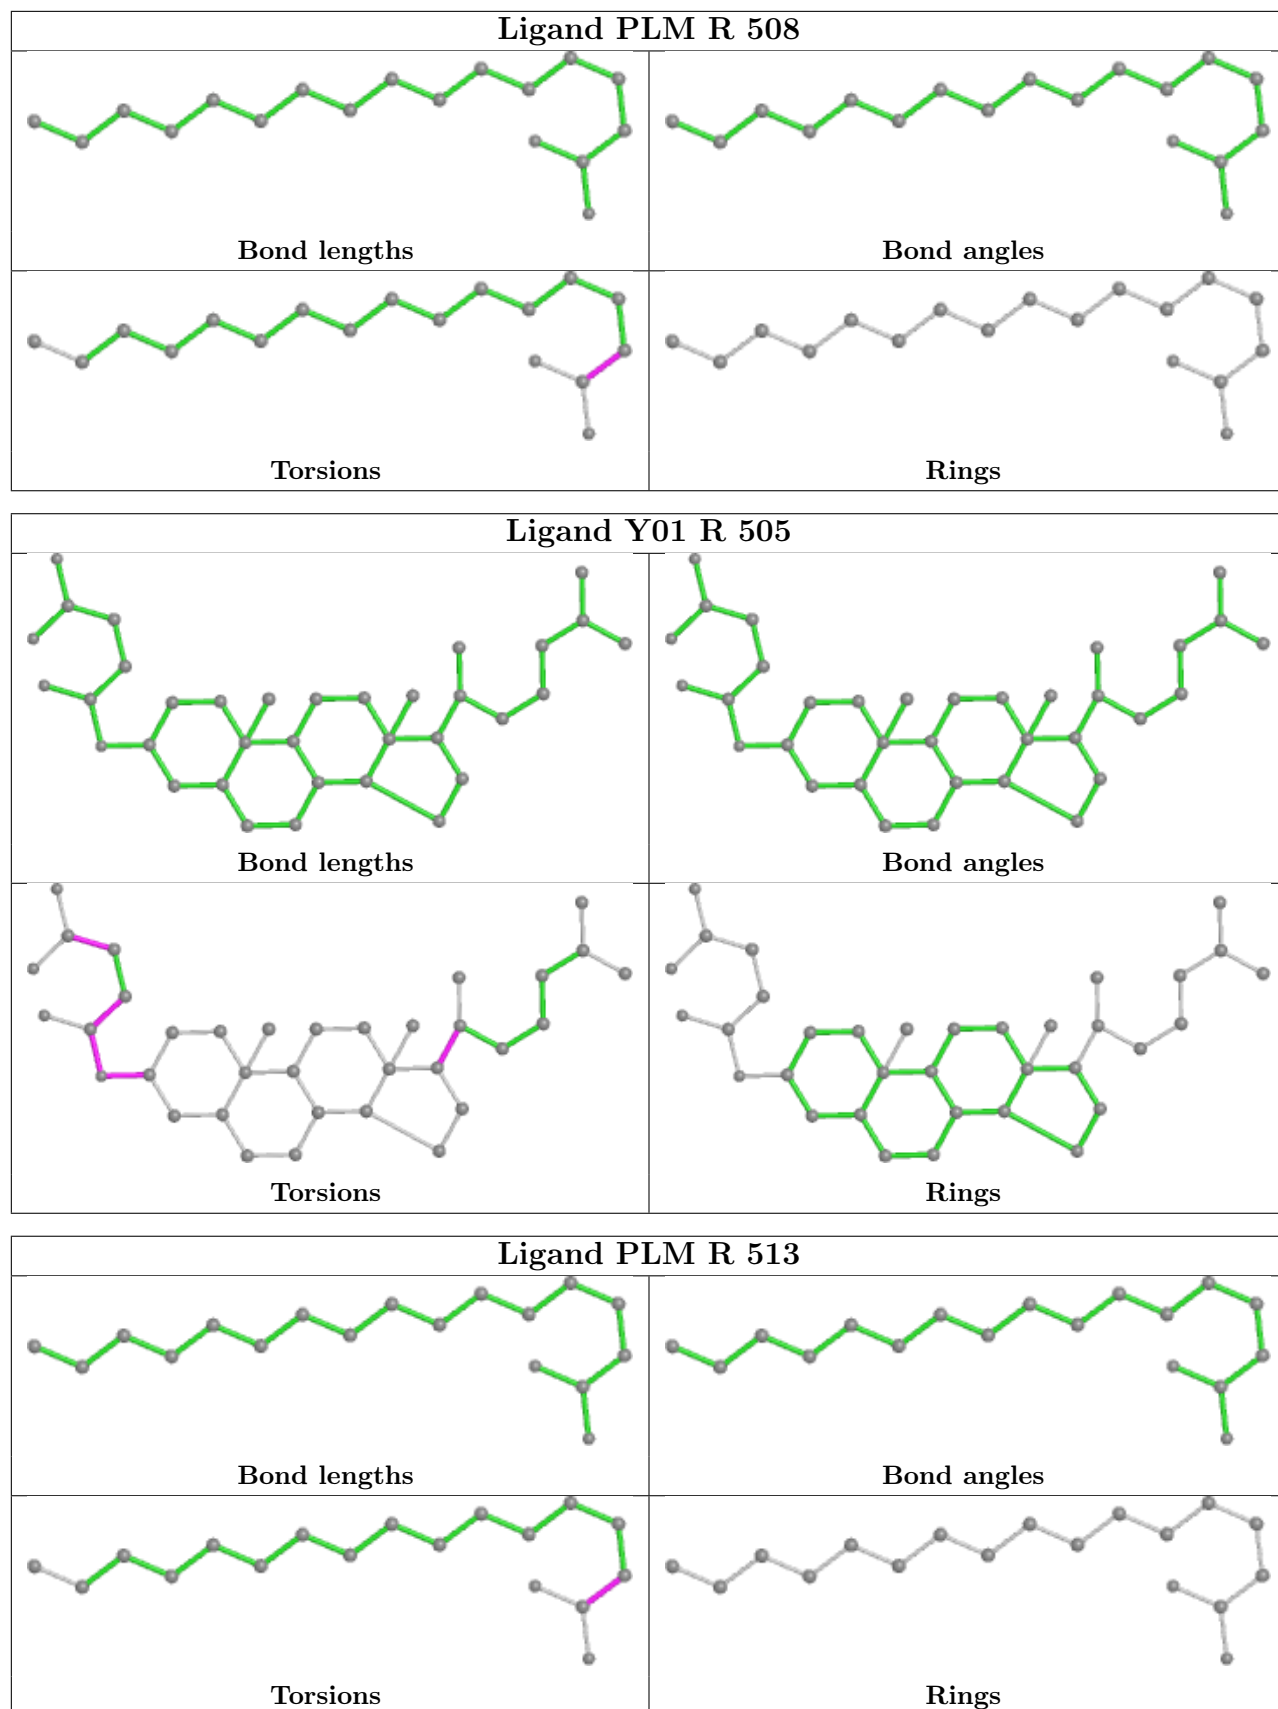 Ligand PLM R 508
Bond lengths
Bond angles
Torsions
Rings
Ligand Y01 R 505
Bond lengths
Bond angles
Torsions
Rings
Ligand PLM R 513
Bond lengths
Bond angles
Torsions
Rings